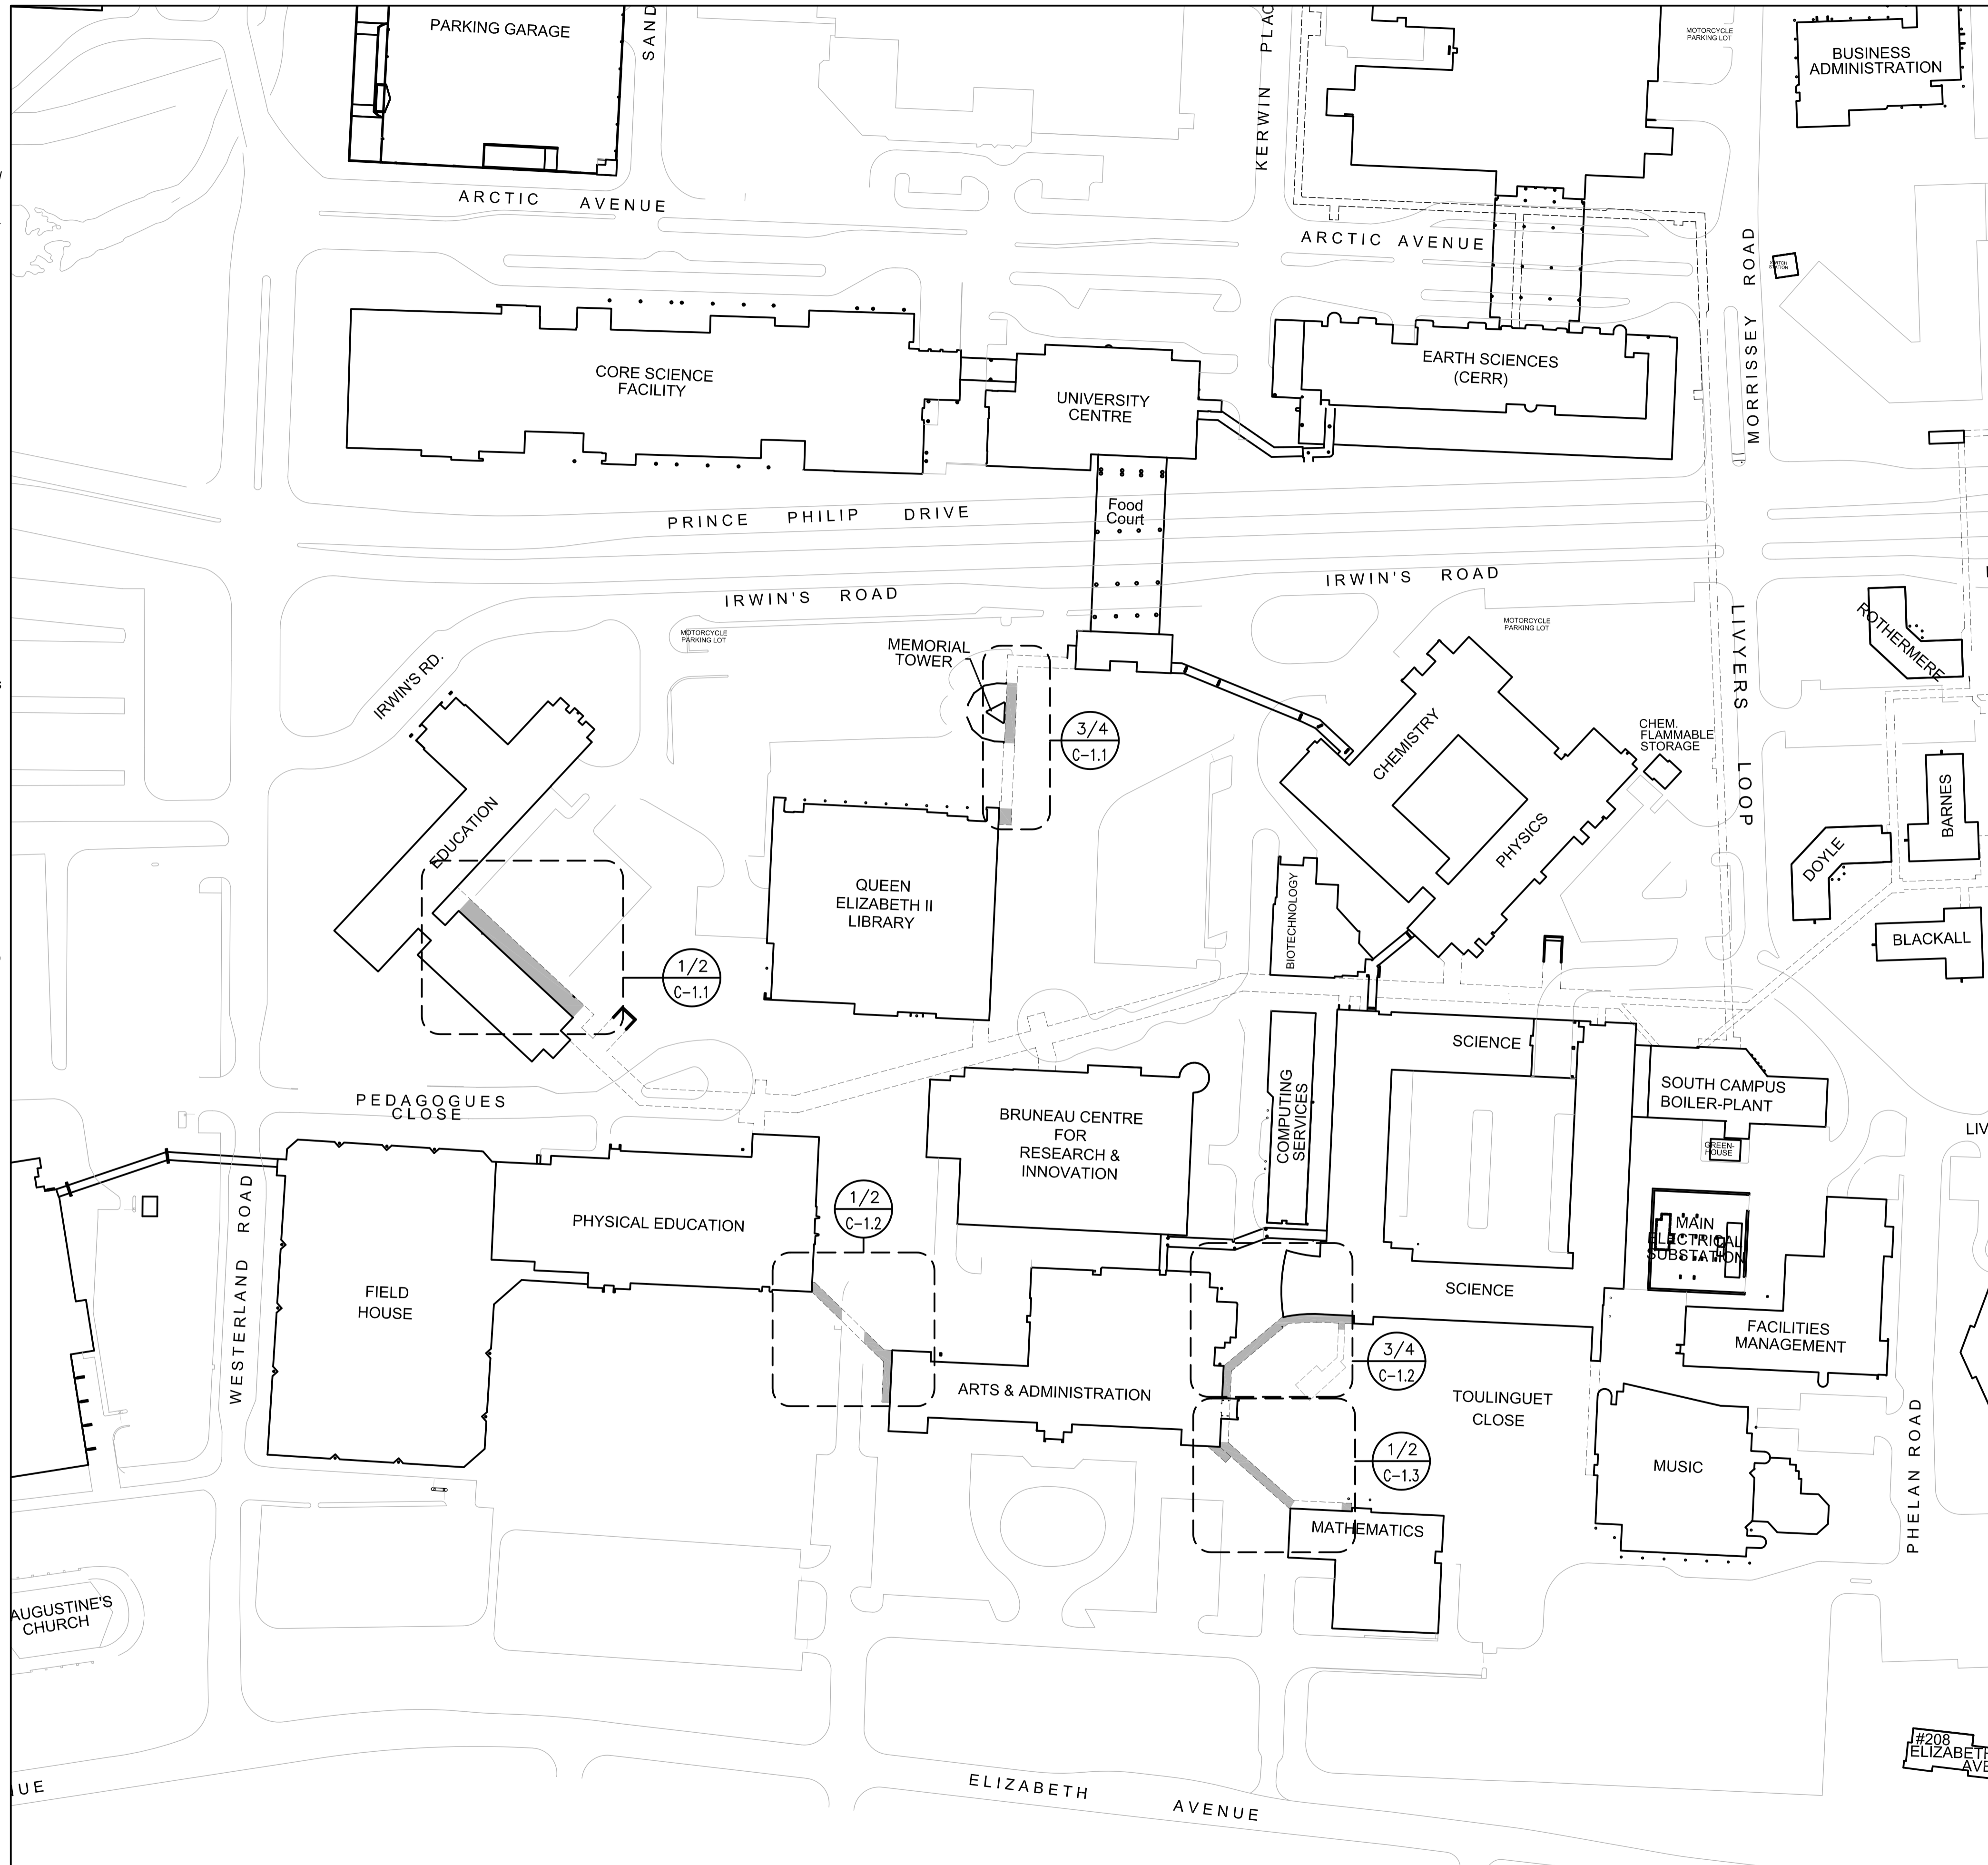 PARKING GARAGE
SAND
KERWIN PLAC
MOTORCYCLE
PARKING LOT
BUSINESS
ADMINISTRATION
ARCTIC AVENUE
ARCTIC AVENUE
MORRISSEY ROAD
SWITCH
STATION
CORE SCIENCE
FACILITY
UNIVERSITY
CENTRE
EARTH SCIENCES
(CERR)
Food
Court
PRINCE PHILIP DRIVE
IRWIN'S ROAD
IRWIN'S ROAD
MOTORCYCLE
PARKING LOT
MOTORCYCLE
PARKING LOT
LIVYERS LOOP
ROTHERMERE
IRWIN'S RD.
MEMORIAL
TOWER
3/4
C-1.1
CHEMISTRY
CHEM.
FLAMMABLE
STORAGE
BARNES
EDUCATION
PHYSICS
DOYLE
QUEEN
ELIZABETH II
LIBRARY
BIOTECHNOLOGY
BLACKALL
1/2
C-1.1
SCIENCE
SOUTH CAMPUS
BOILER-PLANT
PEDAGOGUES
CLOSE
BRUNEAU CENTRE
FOR
RESEARCH &
INNOVATION
COMPUTING
SERVICES
LIV
GREEN-
HOUSE
WESTERLAND ROAD
PHYSICAL EDUCATION
1/2
C-1.2
MAIN
ELECTRICAL
SUBSTATION
FIELD
HOUSE
SCIENCE
FACILITIES
MANAGEMENT
3/4
C-1.2
ARTS & ADMINISTRATION
TOULINGUET
CLOSE
1/2
C-1.3
MUSIC
PHELAN ROAD
MATHEMATICS
AUGUSTINE'S
CHURCH
#208
ELIZABETH
AVE
UE
ELIZABETH AVENUE